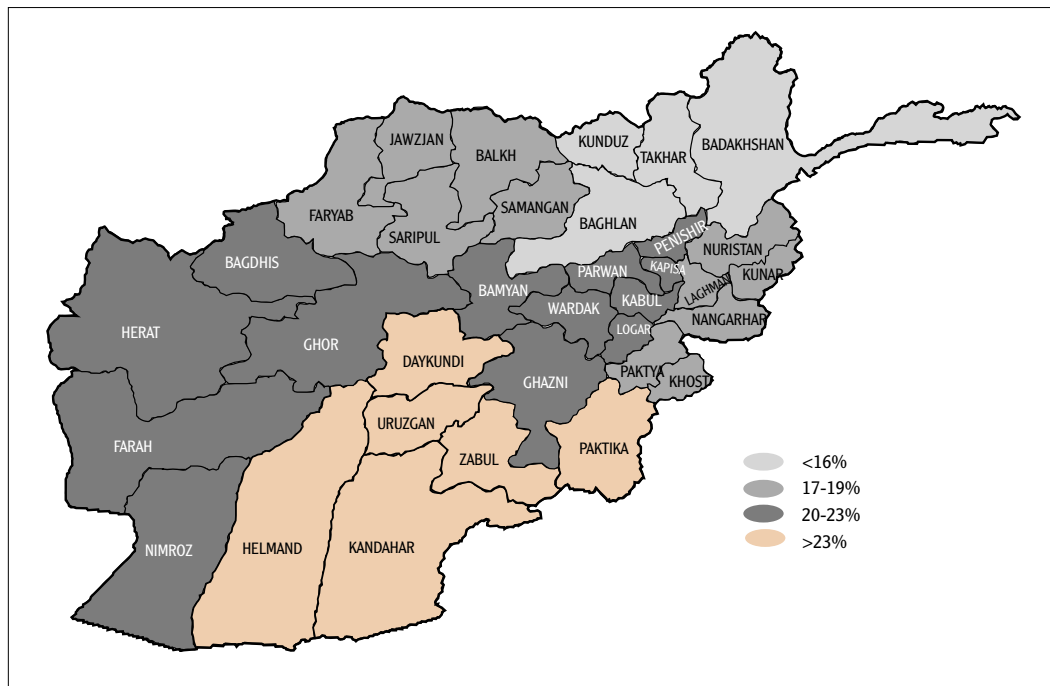 JAWZJAN
BALKH
KUNDUZ
TAKHAR
BADAKHSHAN
FARYAB
SARIPUL
SAMANGAN
BAGHLAN
BAGDHIS
BAMYAN
PARWAN
PENISHIR
KAPISA
NURISTAN
KUNAR
LAGHMAN
HERAT
GHOR
WARDAK
KABUL
NANGARHAR
LOGAR
DAYKUNDI
GHAZNI
PAKTYA
KHOST
FARAH
URUZGAN
ZABUL
PAKTIKA
NIMROZ
HELMAND
KANDAHAR
<16%
17-19%
20-23%
>23%